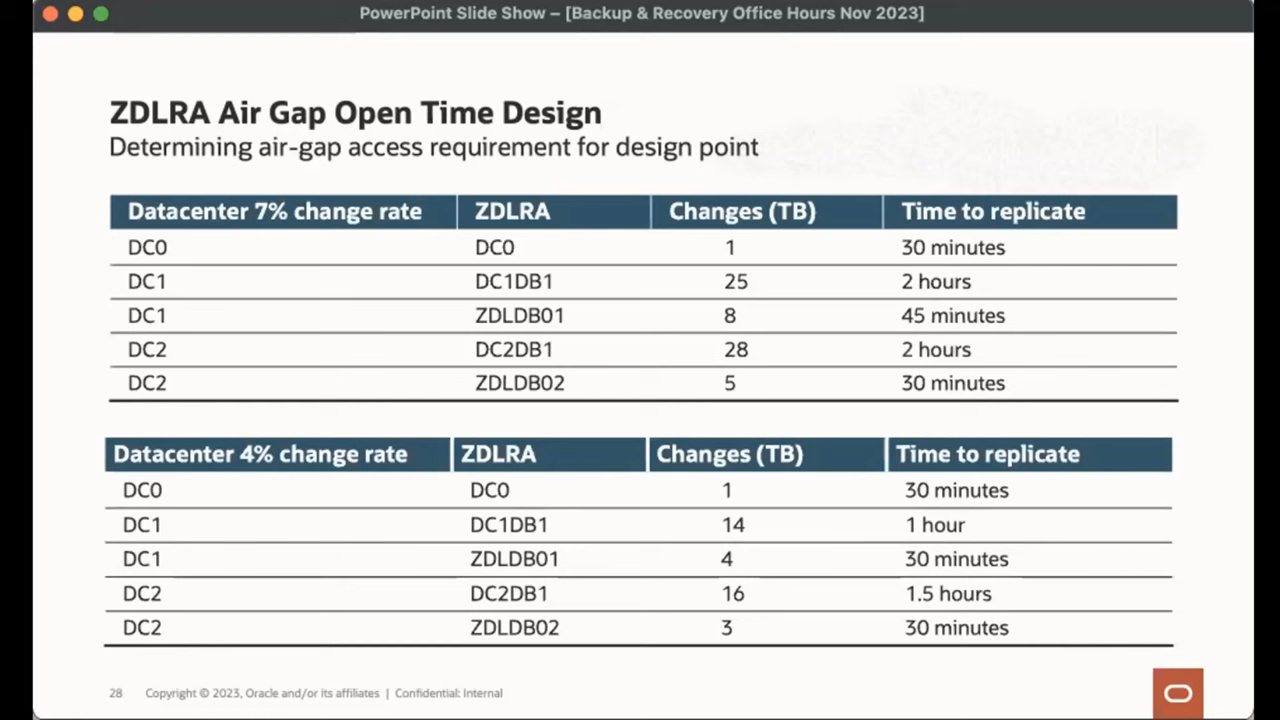 PowerPoint Slide Show – [Backup & Recovery Office Hours Nov 2023]
ZDLRA Air Gap Open Time Design
Determining air-gap access requirement for design point
Datacenter 7% change rate ZDLRA Changes (TB) Time to replicate
DC0 DC0 1 30 minutes
DC1 DC1DB1 25 2 hours
DC1 ZDLDB01 8 45 minutes
DC2 DC2DB1 28 2 hours
DC2 ZDLDB02 5 30 minutes
Datacenter 4% change rate ZDLRA Changes (TB) Time to replicate
DC0 DC0 1 30 minutes
DC1 DC1DB1 14 1 hour
DC1 ZDLDB01 4 30 minutes
DC2 DC2DB1 16 1.5 hours
DC2 ZDLDB02 3 30 minutes
28 Copyright © 2023, Oracle and/or its affiliates | Confidential: Internal